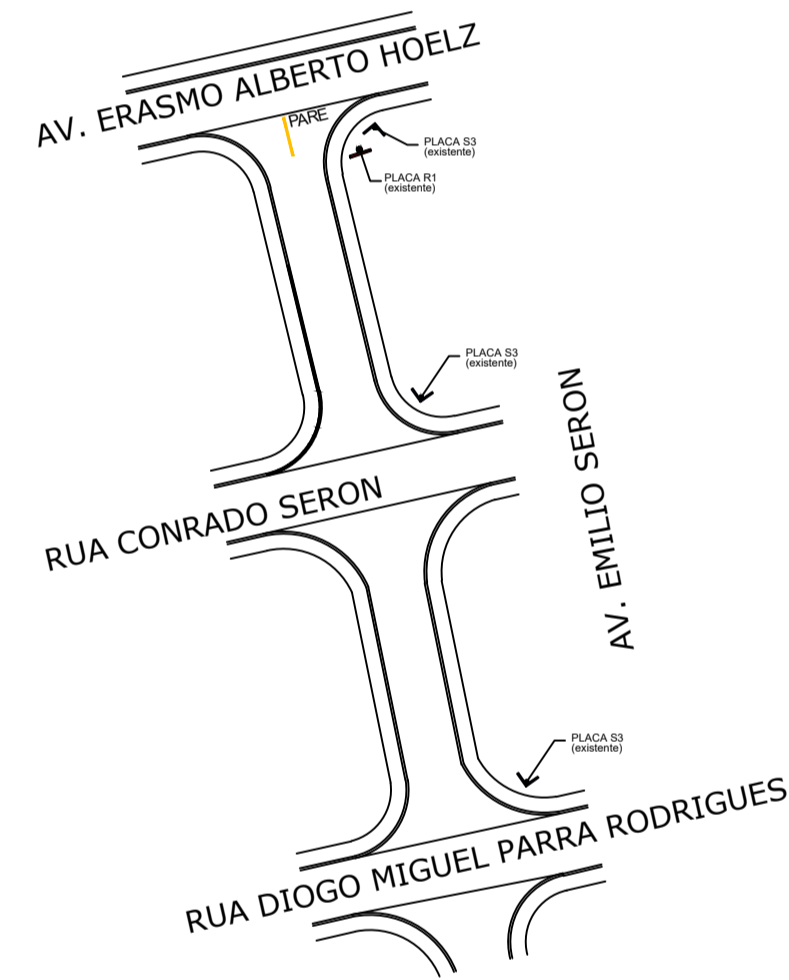 AV. ERASMO ALBERTO HOELZ
PARE
PLACA S3
(existente)
PLACA R1
(existente)
PLACA S3
(existente)
AV. EMILIO SERON
RUA CONRADO SERON
PLACA S3
(existente)
RUA DIOGO MIGUEL PARRA RODRIGUES